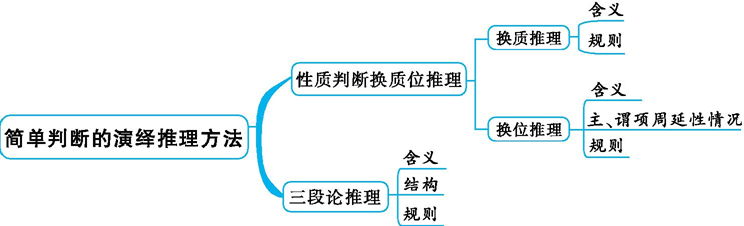 简单判断的演绎推理方法
性质判断换质位推理
换质推理
含义
规则
换位推理
含义
主、谓项周延性情况
规则
三段论推理
含义
结构
规则